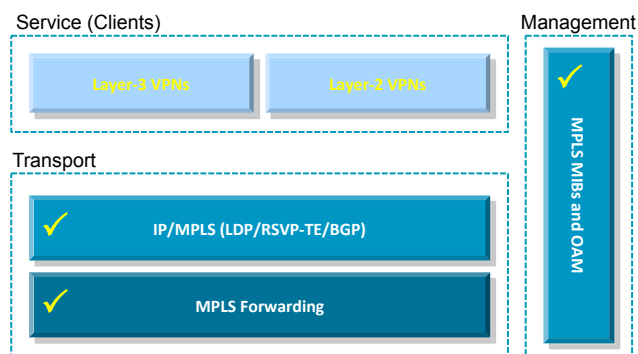 Service (Clients)
Management
Layer-3 VPNs
Layer-2 VPNs
MPLS MIBs and OAM
Transport
IP/MPLS (LDP/RSVP-TE/BGP)
MPLS Forwarding